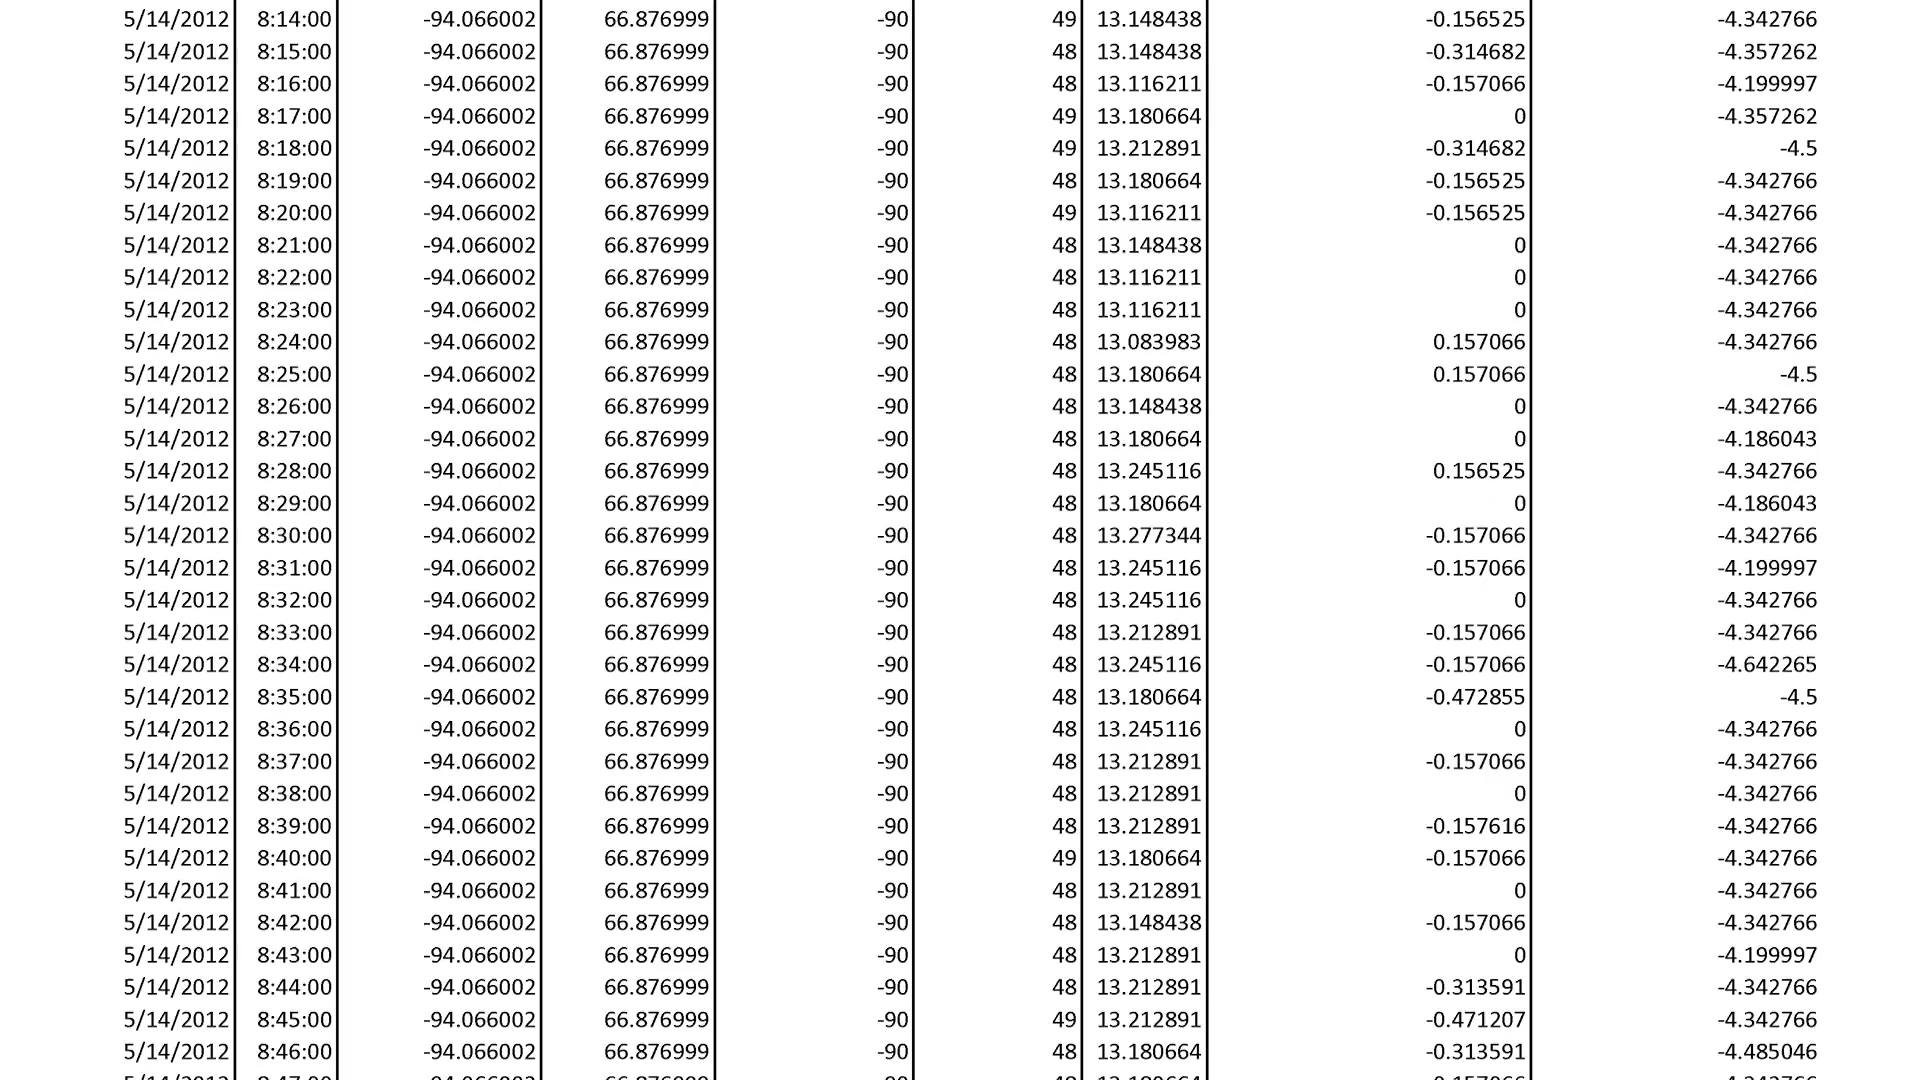 5/14/2012 8:14:00 -94.066002 66.876999 -90 49 13.148438 -0.156525 -4.342766
5/14/2012 8:15:00 -94.066002 66.876999 -90 48 13.148438 -0.314682 -4.357262
5/14/2012 8:16:00 -94.066002 66.876999 -90 48 13.116211 -0.157066 -4.199997
5/14/2012 8:17:00 -94.066002 66.876999 -90 49 13.180664 0 -4.357262
5/14/2012 8:18:00 -94.066002 66.876999 -90 49 13.212891 -0.314682 -4.5
5/14/2012 8:19:00 -94.066002 66.876999 -90 48 13.180664 -0.156525 -4.342766
5/14/2012 8:20:00 -94.066002 66.876999 -90 49 13.116211 -0.156525 -4.342766
5/14/2012 8:21:00 -94.066002 66.876999 -90 48 13.148438 0 -4.342766
5/14/2012 8:22:00 -94.066002 66.876999 -90 48 13.116211 0 -4.342766
5/14/2012 8:23:00 -94.066002 66.876999 -90 48 13.116211 0 -4.342766
5/14/2012 8:24:00 -94.066002 66.876999 -90 48 13.083983 0.157066 -4.342766
5/14/2012 8:25:00 -94.066002 66.876999 -90 48 13.180664 0.157066 -4.5
5/14/2012 8:26:00 -94.066002 66.876999 -90 48 13.148438 0 -4.342766
5/14/2012 8:27:00 -94.066002 66.876999 -90 48 13.180664 0 -4.186043
5/14/2012 8:28:00 -94.066002 66.876999 -90 48 13.245116 0.156525 -4.342766
5/14/2012 8:29:00 -94.066002 66.876999 -90 48 13.180664 0 -4.186043
5/14/2012 8:30:00 -94.066002 66.876999 -90 48 13.277344 -0.157066 -4.342766
5/14/2012 8:31:00 -94.066002 66.876999 -90 48 13.245116 -0.157066 -4.199997
5/14/2012 8:32:00 -94.066002 66.876999 -90 48 13.245116 0 -4.342766
5/14/2012 8:33:00 -94.066002 66.876999 -90 48 13.212891 -0.157066 -4.342766
5/14/2012 8:34:00 -94.066002 66.876999 -90 48 13.245116 -0.157066 -4.642265
5/14/2012 8:35:00 -94.066002 66.876999 -90 48 13.180664 -0.472855 -4.5
5/14/2012 8:36:00 -94.066002 66.876999 -90 48 13.245116 0 -4.342766
5/14/2012 8:37:00 -94.066002 66.876999 -90 48 13.212891 -0.157066 -4.342766
5/14/2012 8:38:00 -94.066002 66.876999 -90 48 13.212891 0 -4.342766
5/14/2012 8:39:00 -94.066002 66.876999 -90 48 13.212891 -0.157616 -4.342766
5/14/2012 8:40:00 -94.066002 66.876999 -90 49 13.180664 -0.157066 -4.342766
5/14/2012 8:41:00 -94.066002 66.876999 -90 48 13.212891 0 -4.342766
5/14/2012 8:42:00 -94.066002 66.876999 -90 48 13.148438 -0.157066 -4.342766
5/14/2012 8:43:00 -94.066002 66.876999 -90 48 13.212891 0 -4.199997
5/14/2012 8:44:00 -94.066002 66.876999 -90 48 13.212891 -0.313591 -4.342766
5/14/2012 8:45:00 -94.066002 66.876999 -90 49 13.212891 -0.471207 -4.342766
5/14/2012 8:46:00 -94.066002 66.876999 -90 48 13.180664 -0.313591 -4.485046